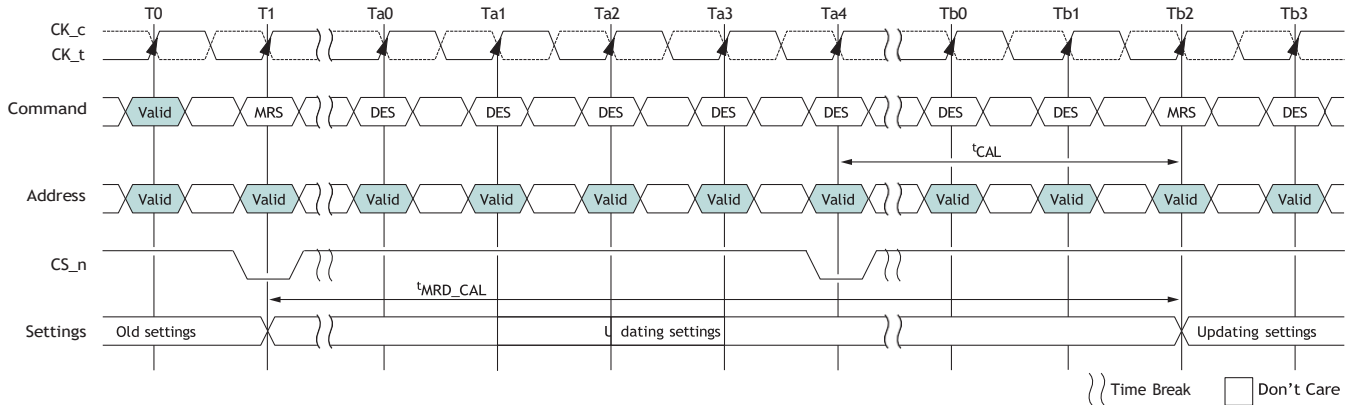 T0 T1 Ta0 Ta1 Ta2 Ta3 Ta4 Tb0 Tb1 Tb2 Tb3
CK_c
CK_t
Command Valid MRS DES DES DES DES DES DES DES MRS DES
tCAL
Address Valid Valid Valid Valid Valid Valid Valid Valid Valid Valid Valid
CS_n
tMRD_CAL
Settings Old settings Updating settings Updating settings
Time Break Don't Care